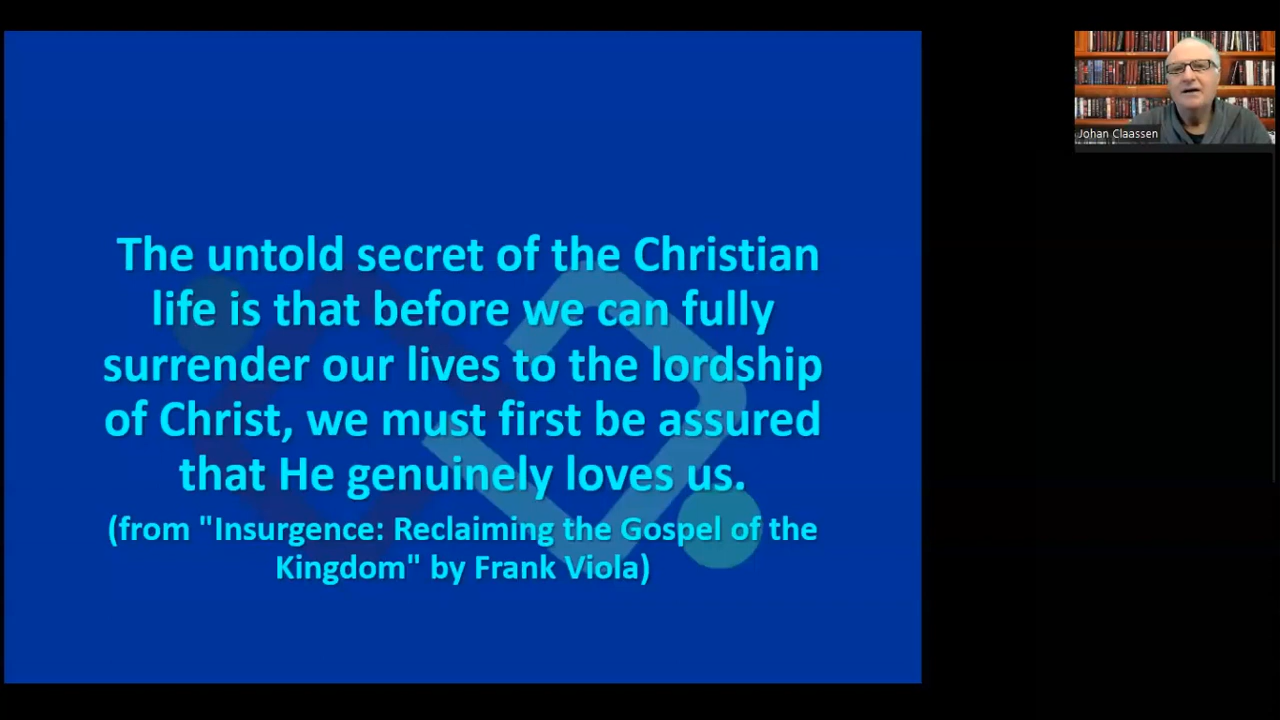 The untold secret of the Christian
life is that before we can fully
surrender our lives to the lordship
of Christ, we must first be assured
that He genuinely loves us.
(from "Insurgence: Reclaiming the Gospel of the
Kingdom" by Frank Viola)
Johan Claassen